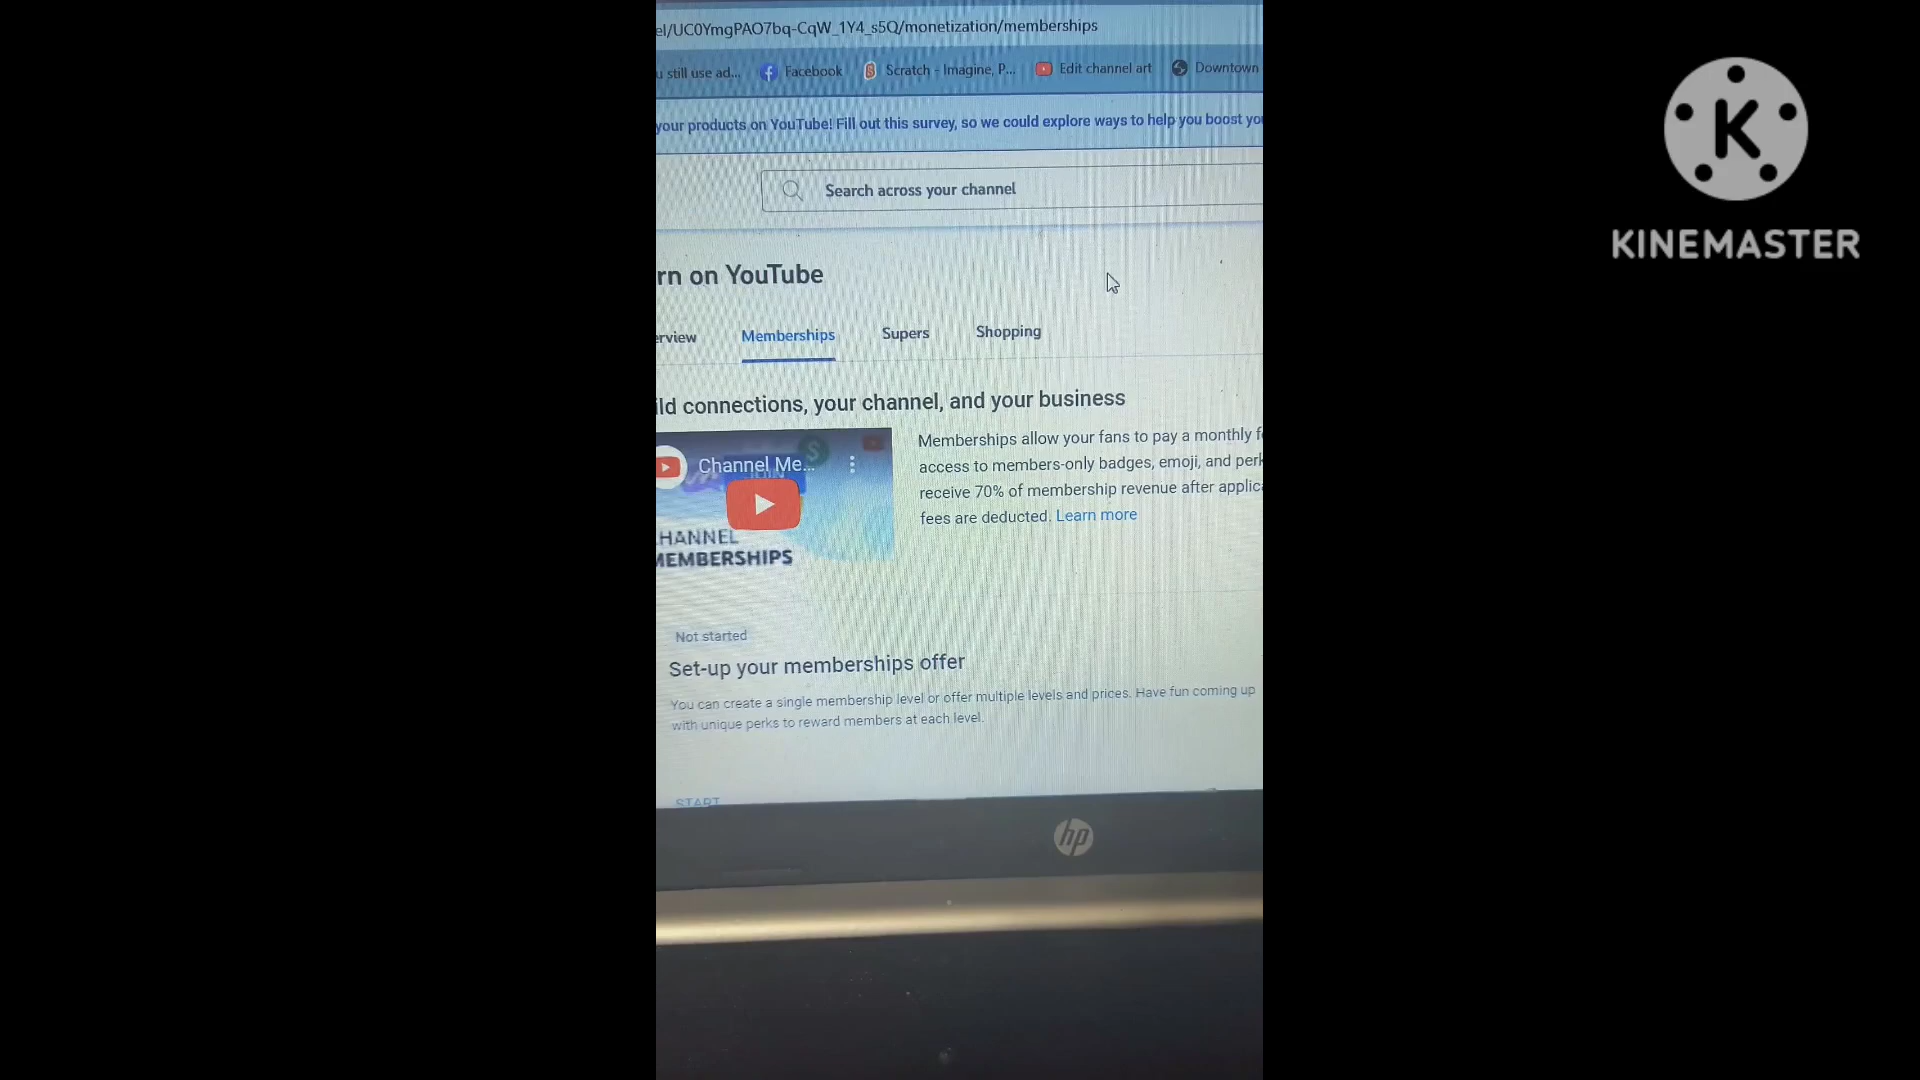 el/UC0YmgPAO7bq-CqW_1Y4_s5Q/monetization/memberships
u still use ad...
Facebook
Scratch - Imagine, P...
Edit channel art
Downtown
your products on YouTube! Fill out this survey, so we could explore ways to help you boost you
Search across your channel
rn on YouTube
erview
Memberships
Supers
Shopping
ild connections, your channel, and your business
Channel Me...
JOIN
CHANNEL
MEMBERSHIPS
Memberships allow your fans to pay a monthly f
access to members-only badges, emoji, and perk
receive 70% of membership revenue after applica
fees are deducted. Learn more
Not started
Set-up your memberships offer
You can create a single membership level or offer multiple levels and prices. Have fun coming up
with unique perks to reward members at each level.
START
hp
K
KINEMASTER